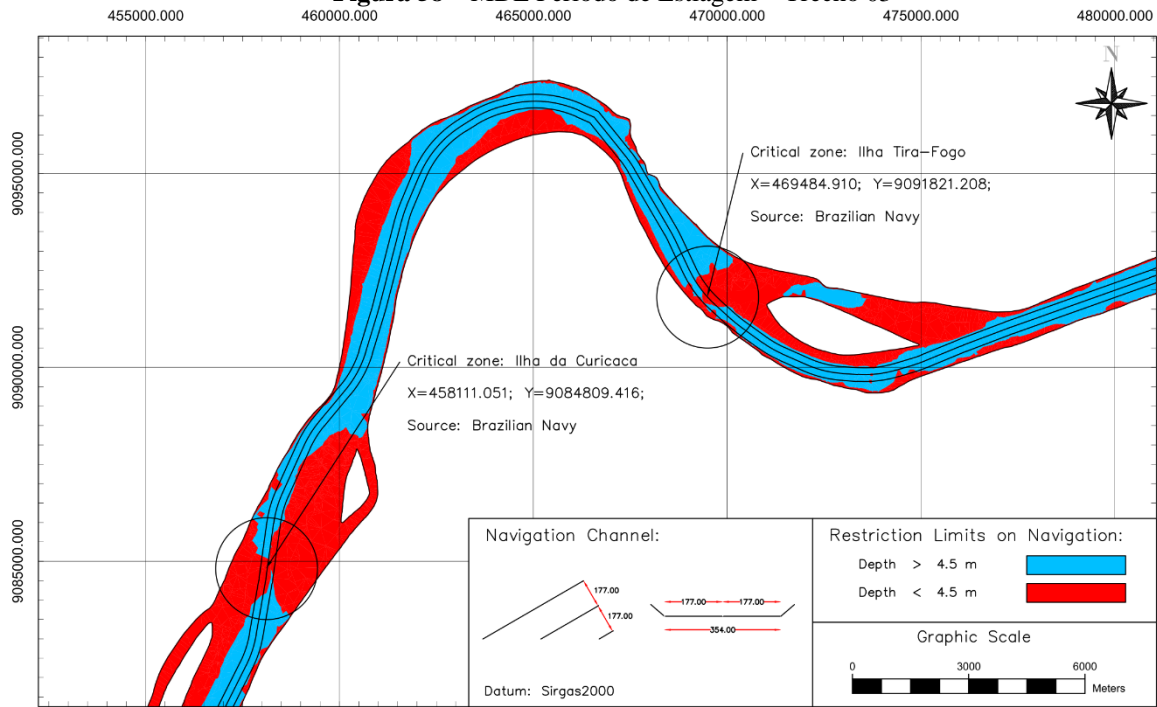 455000.000 460000.000 465000.000 470000.000 475000.000 480000.000
N
9095000.000
9090000.000
9085000.000
Critical zone: Ilha Tira-Fogo
X=469484.910; Y=9091821.208;
Source: Brazilian Navy
Critical zone: Ilha da Curicaca
X=458111.051; Y=9084809.416;
Source: Brazilian Navy
Navigation Channel:
177.00
177.00
177.00 177.00
354.00
Datum: Sirgas2000
Restriction Limits on Navigation:
Depth > 4.5 m
Depth < 4.5 m
Graphic Scale
0 3000 6000
Meters